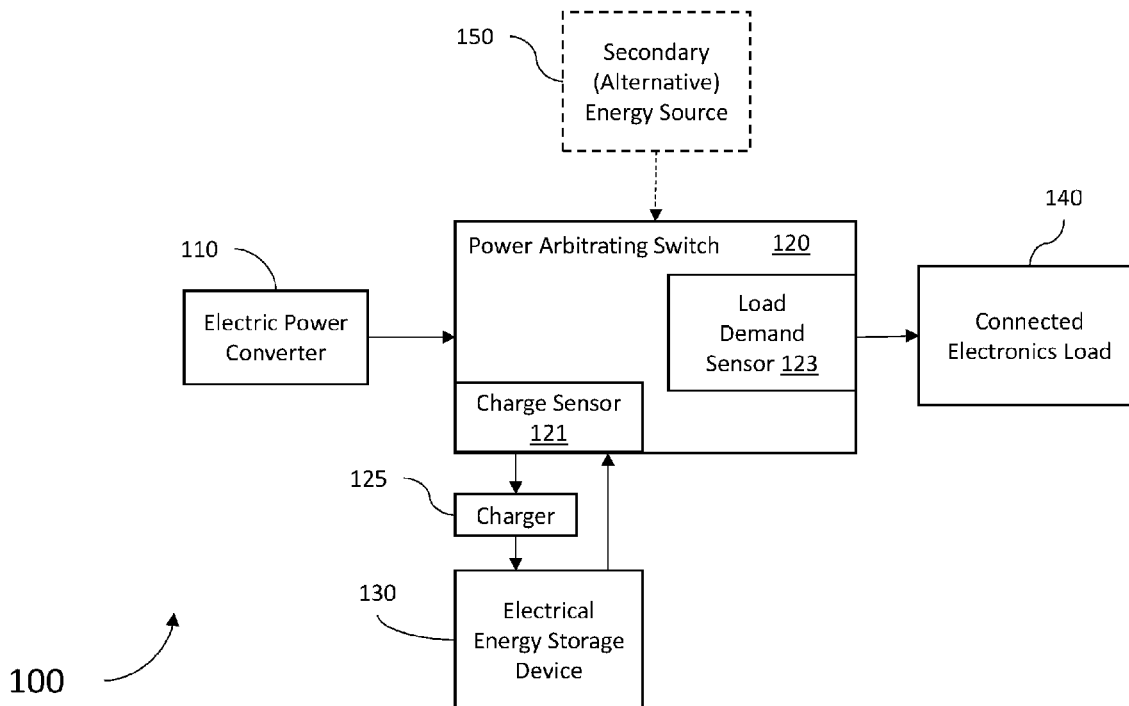 150
Secondary
(Alternative)
Energy Source
140
110
Power Arbitrating Switch 120
Electric Power
Converter
Load
Demand
Sensor 123
Connected
Electronics Load
Charge Sensor
121
125
Charger
130
Electrical
Energy Storage
Device
100